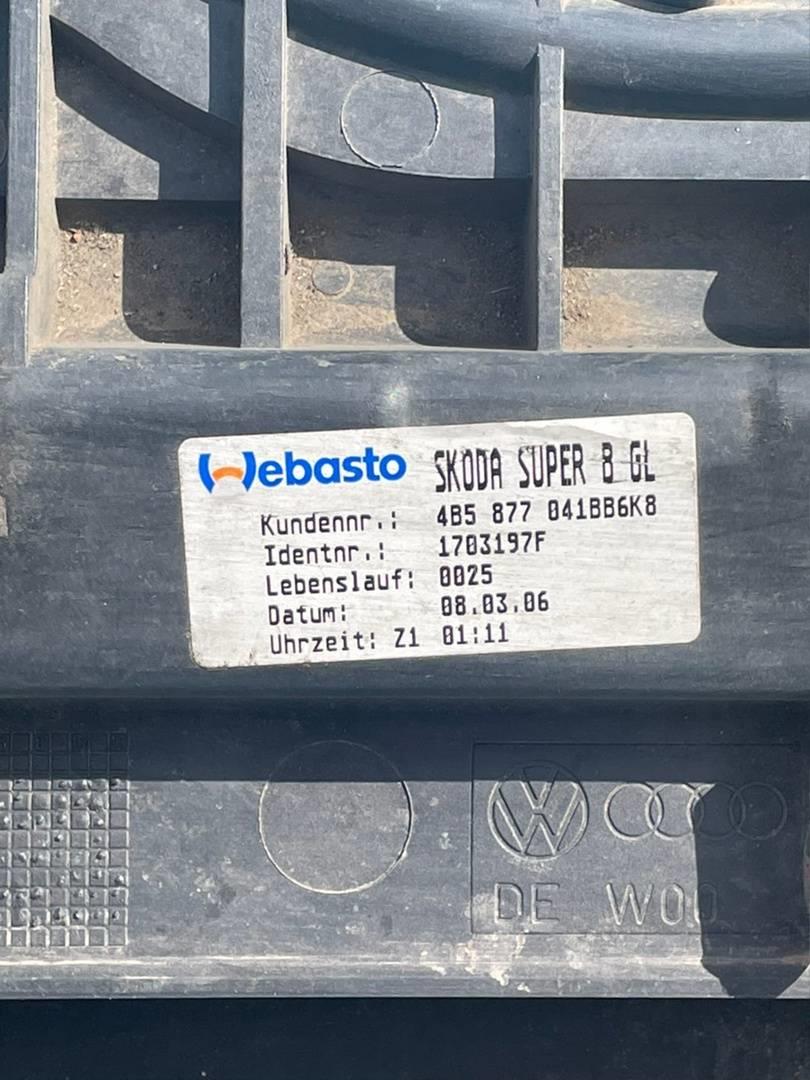 Webasto SKODA SUPER B GL
Kundennr.: 4B5 877 041BB6K8
Identnr.: 1703197F
Lebenslauf: 0025
Datum: 08.03.06
Uhrzeit: Z1 01:11
VW
DE W00